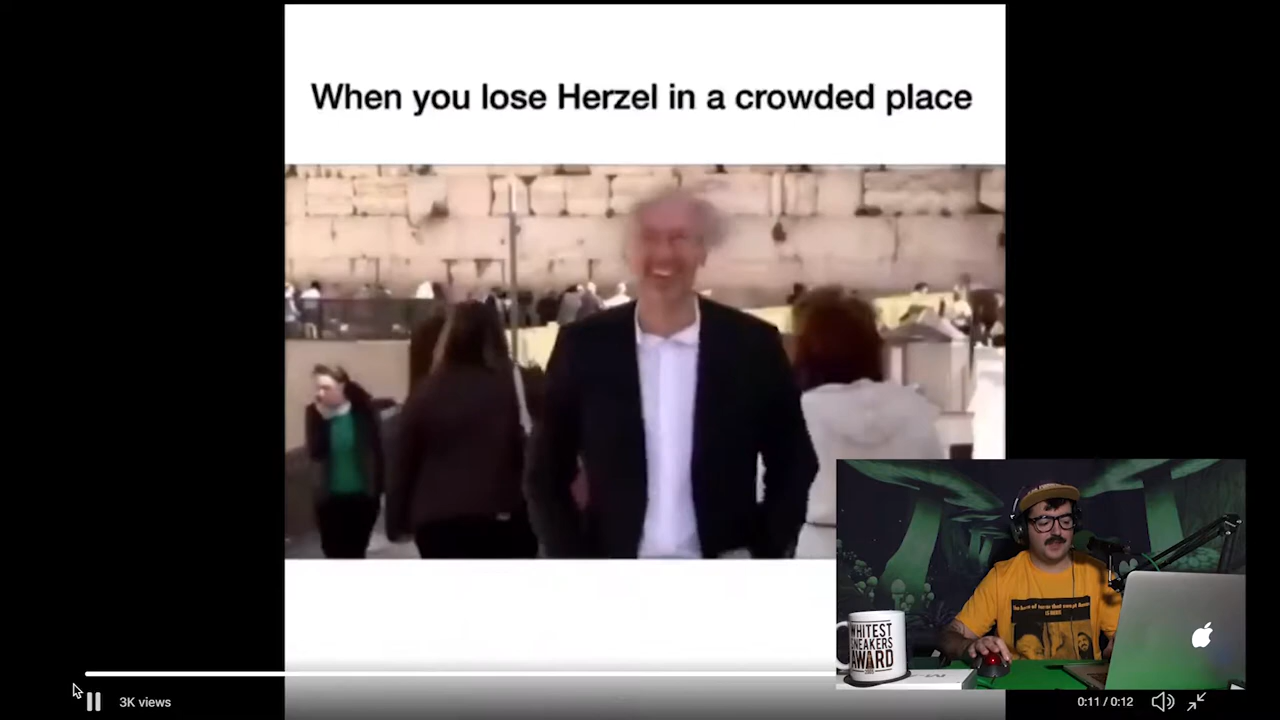 When you lose Herzel in a crowded place
WHITEST
SNEAKERS
AWARD
3K views
0:11 / 0:12